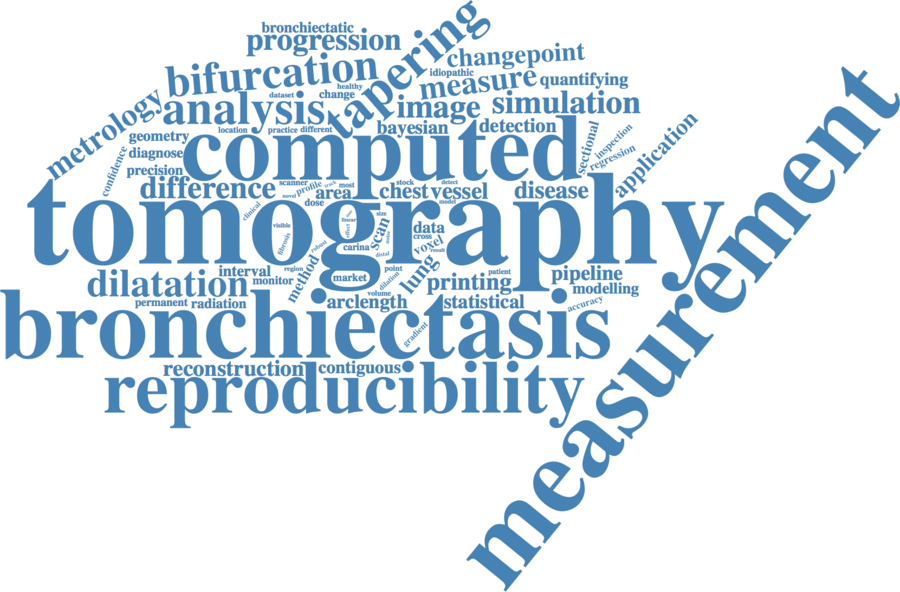 bronchiectatic
progression
tapering
changepoint
bifurcation
idiopathic
healthy
measure
quantifying
dataset
change
metrology
analysis
image
simulation
location
practice
different
bayesian
detection
geometry
computed
sectional
inspection
regression
application
measurement
confidence
diagnose
precision
difference
scanner
profile
track
most
area
novel
dose
stock
detect
chest
vessel
model
disease
tomography
clinical
visible
fibrosis
robust
linear
effect
size
scan
noise
carina
distal
data
cross
voxel
result
interval
monitor
region
method
market
point
dilation
volume
lung
patient
printing
pipeline
modelling
dilatation
permanent
radiation
arclength
statistical
accuracy
bronchiectasis
gradient
reconstruction
contiguous
reproducibility